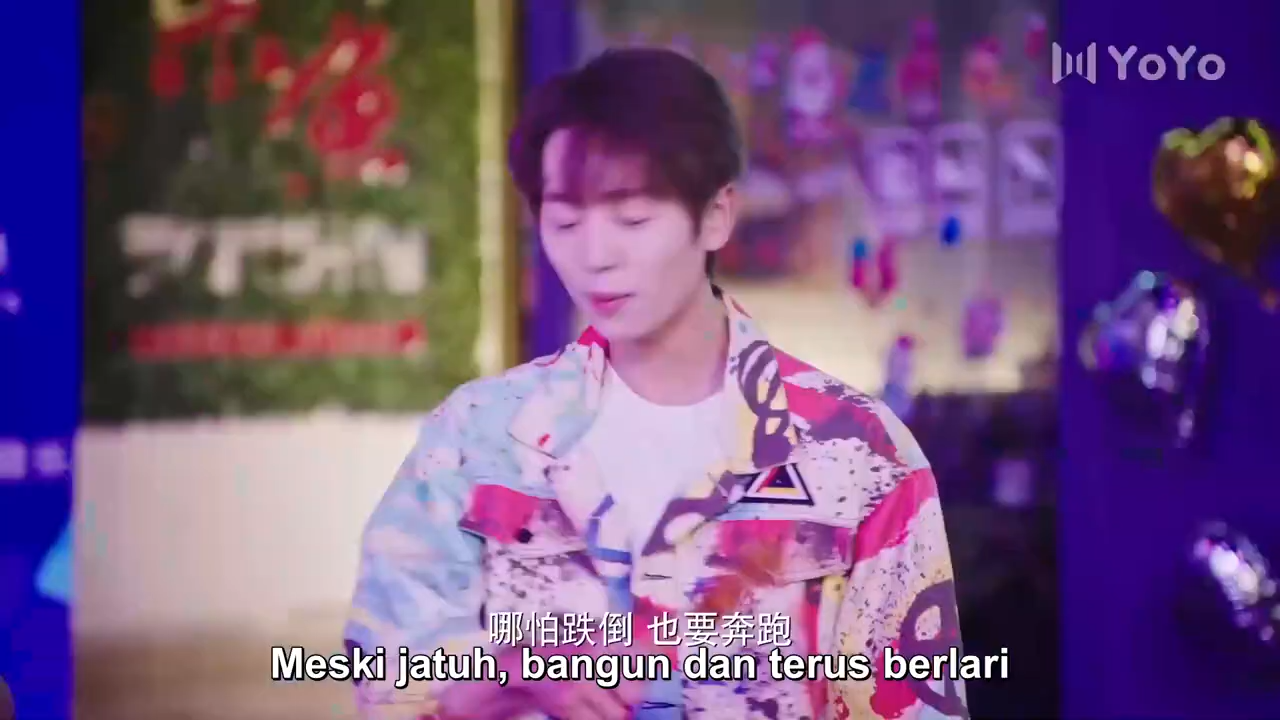 YoYo
哪怕跌倒 也要奔跑
Meski jatuh, bangun dan terus berlari